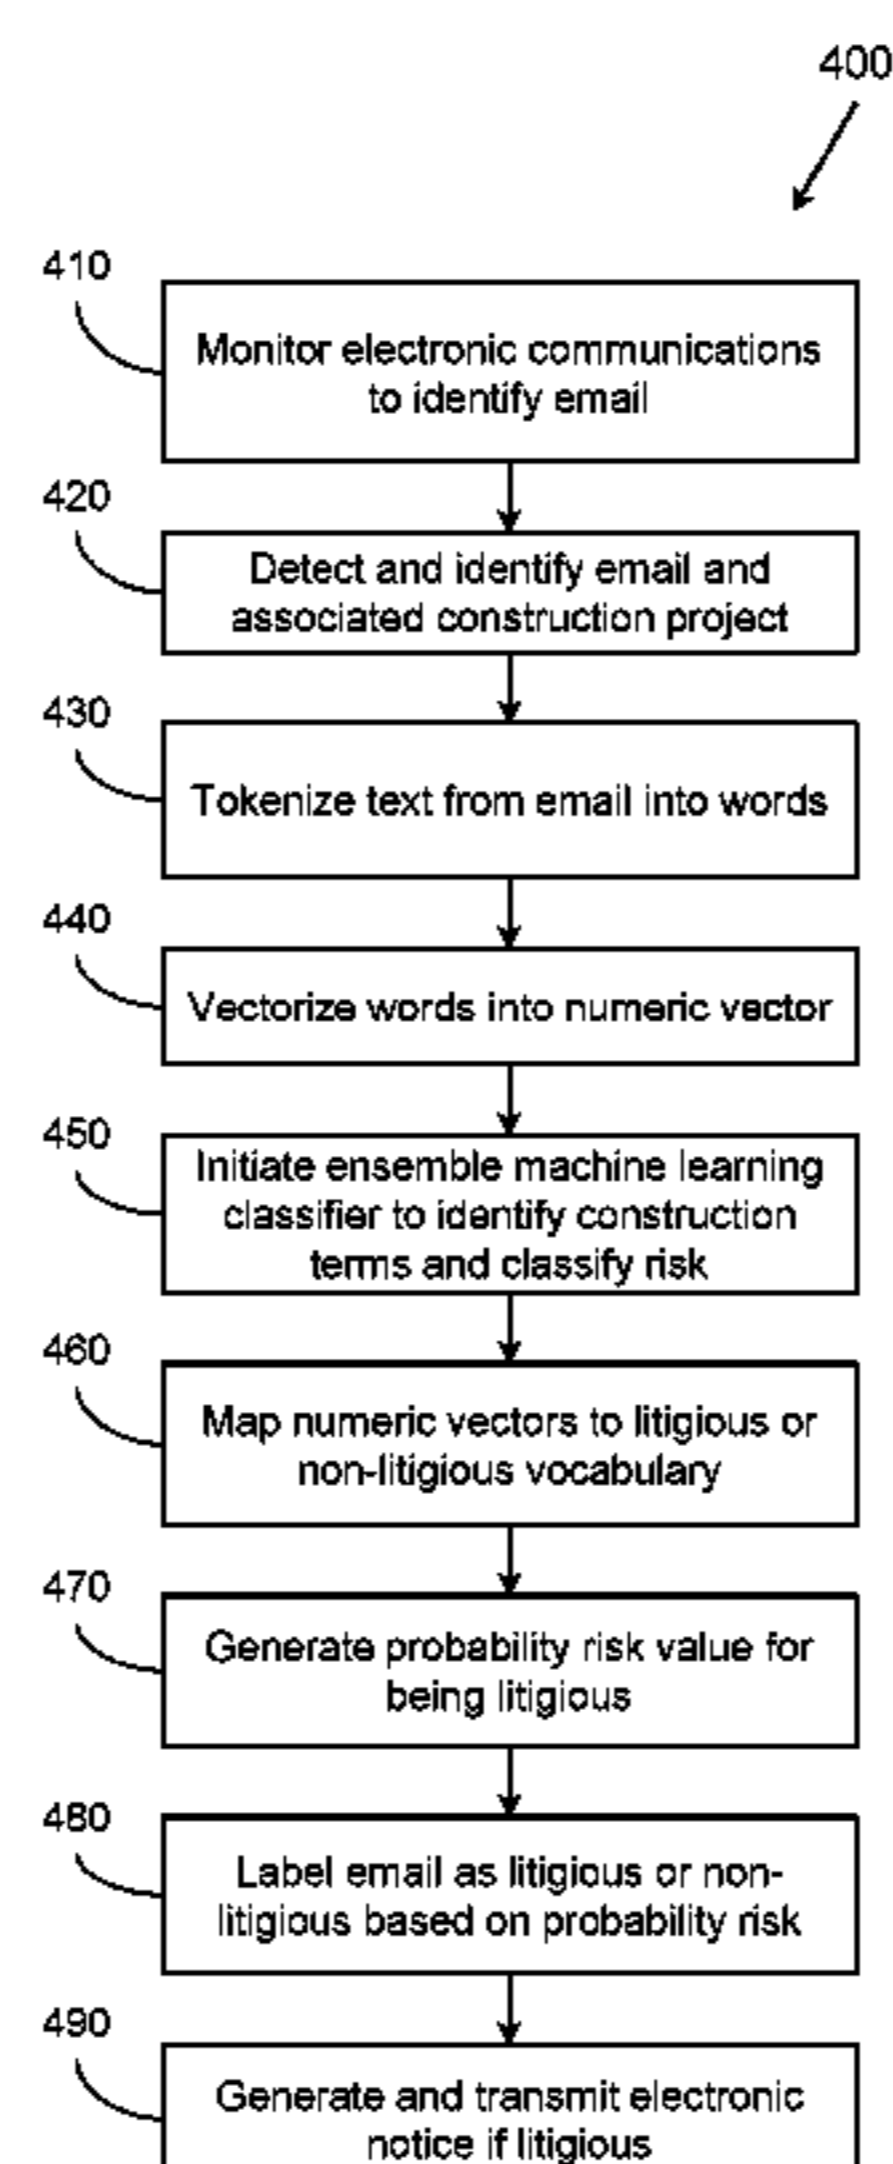 400
410
Monitor electronic communications
to identify email
420
Detect and identify email and
associated construction project
430
Tokenize text from email into words
440
Vectorize words into numeric vector
450
Initiate ensemble machine learning
classifier to identify construction
terms and classify risk
460
Map numeric vectors to litigious or
non-litigious vocabulary
470
Generate probability risk value for
being litigious
480
Label email as litigious or non-
litigious based on probability risk
490
Generate and transmit electronic
notice if litigious